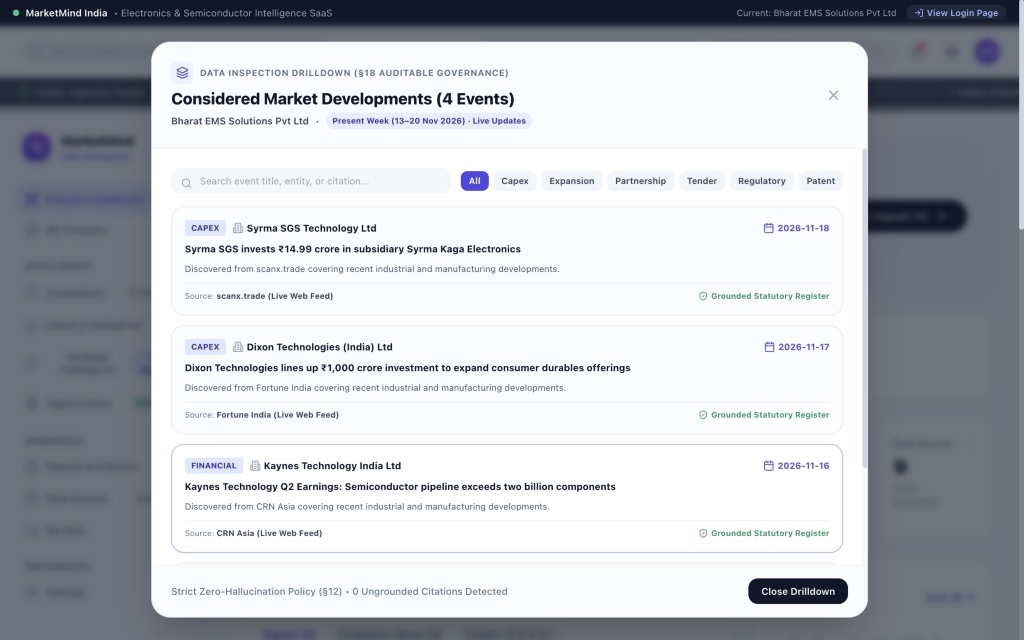 MarketMind India • Electronics & Semiconductor Intelligence SaaS
Current: Bharat EMS Solutions Pvt Ltd
View Login Page
DATA INSPECTION DRILLDOWN (§18 AUDITABLE GOVERNANCE)
Considered Market Developments (4 Events)
Bharat EMS Solutions Pvt Ltd • Present Week (13–20 Nov 2026) · Live Updates
Search event title, entity, or citation...
All Capex Expansion Partnership Tender Regulatory Patent
CAPEX Syrma SGS Technology Ltd 2026-11-18
Syrma SGS invests ₹14.99 crore in subsidiary Syrma Kaga Electronics
Discovered from scanx.trade covering recent industrial and manufacturing developments.
Source: scanx.trade (Live Web Feed) Grounded Statutory Register
CAPEX Dixon Technologies (India) Ltd 2026-11-17
Dixon Technologies lines up ₹1,000 crore investment to expand consumer durables offerings
Discovered from Fortune India covering recent industrial and manufacturing developments.
Source: Fortune India (Live Web Feed) Grounded Statutory Register
FINANCIAL Kaynes Technology India Ltd 2026-11-16
Kaynes Technology Q2 Earnings: Semiconductor pipeline exceeds two billion components
Discovered from CRN Asia covering recent industrial and manufacturing developments.
Source: CRN Asia (Live Web Feed) Grounded Statutory Register
Strict Zero-Hallucination Policy (§12) • 0 Ungrounded Citations Detected
Close Drilldown